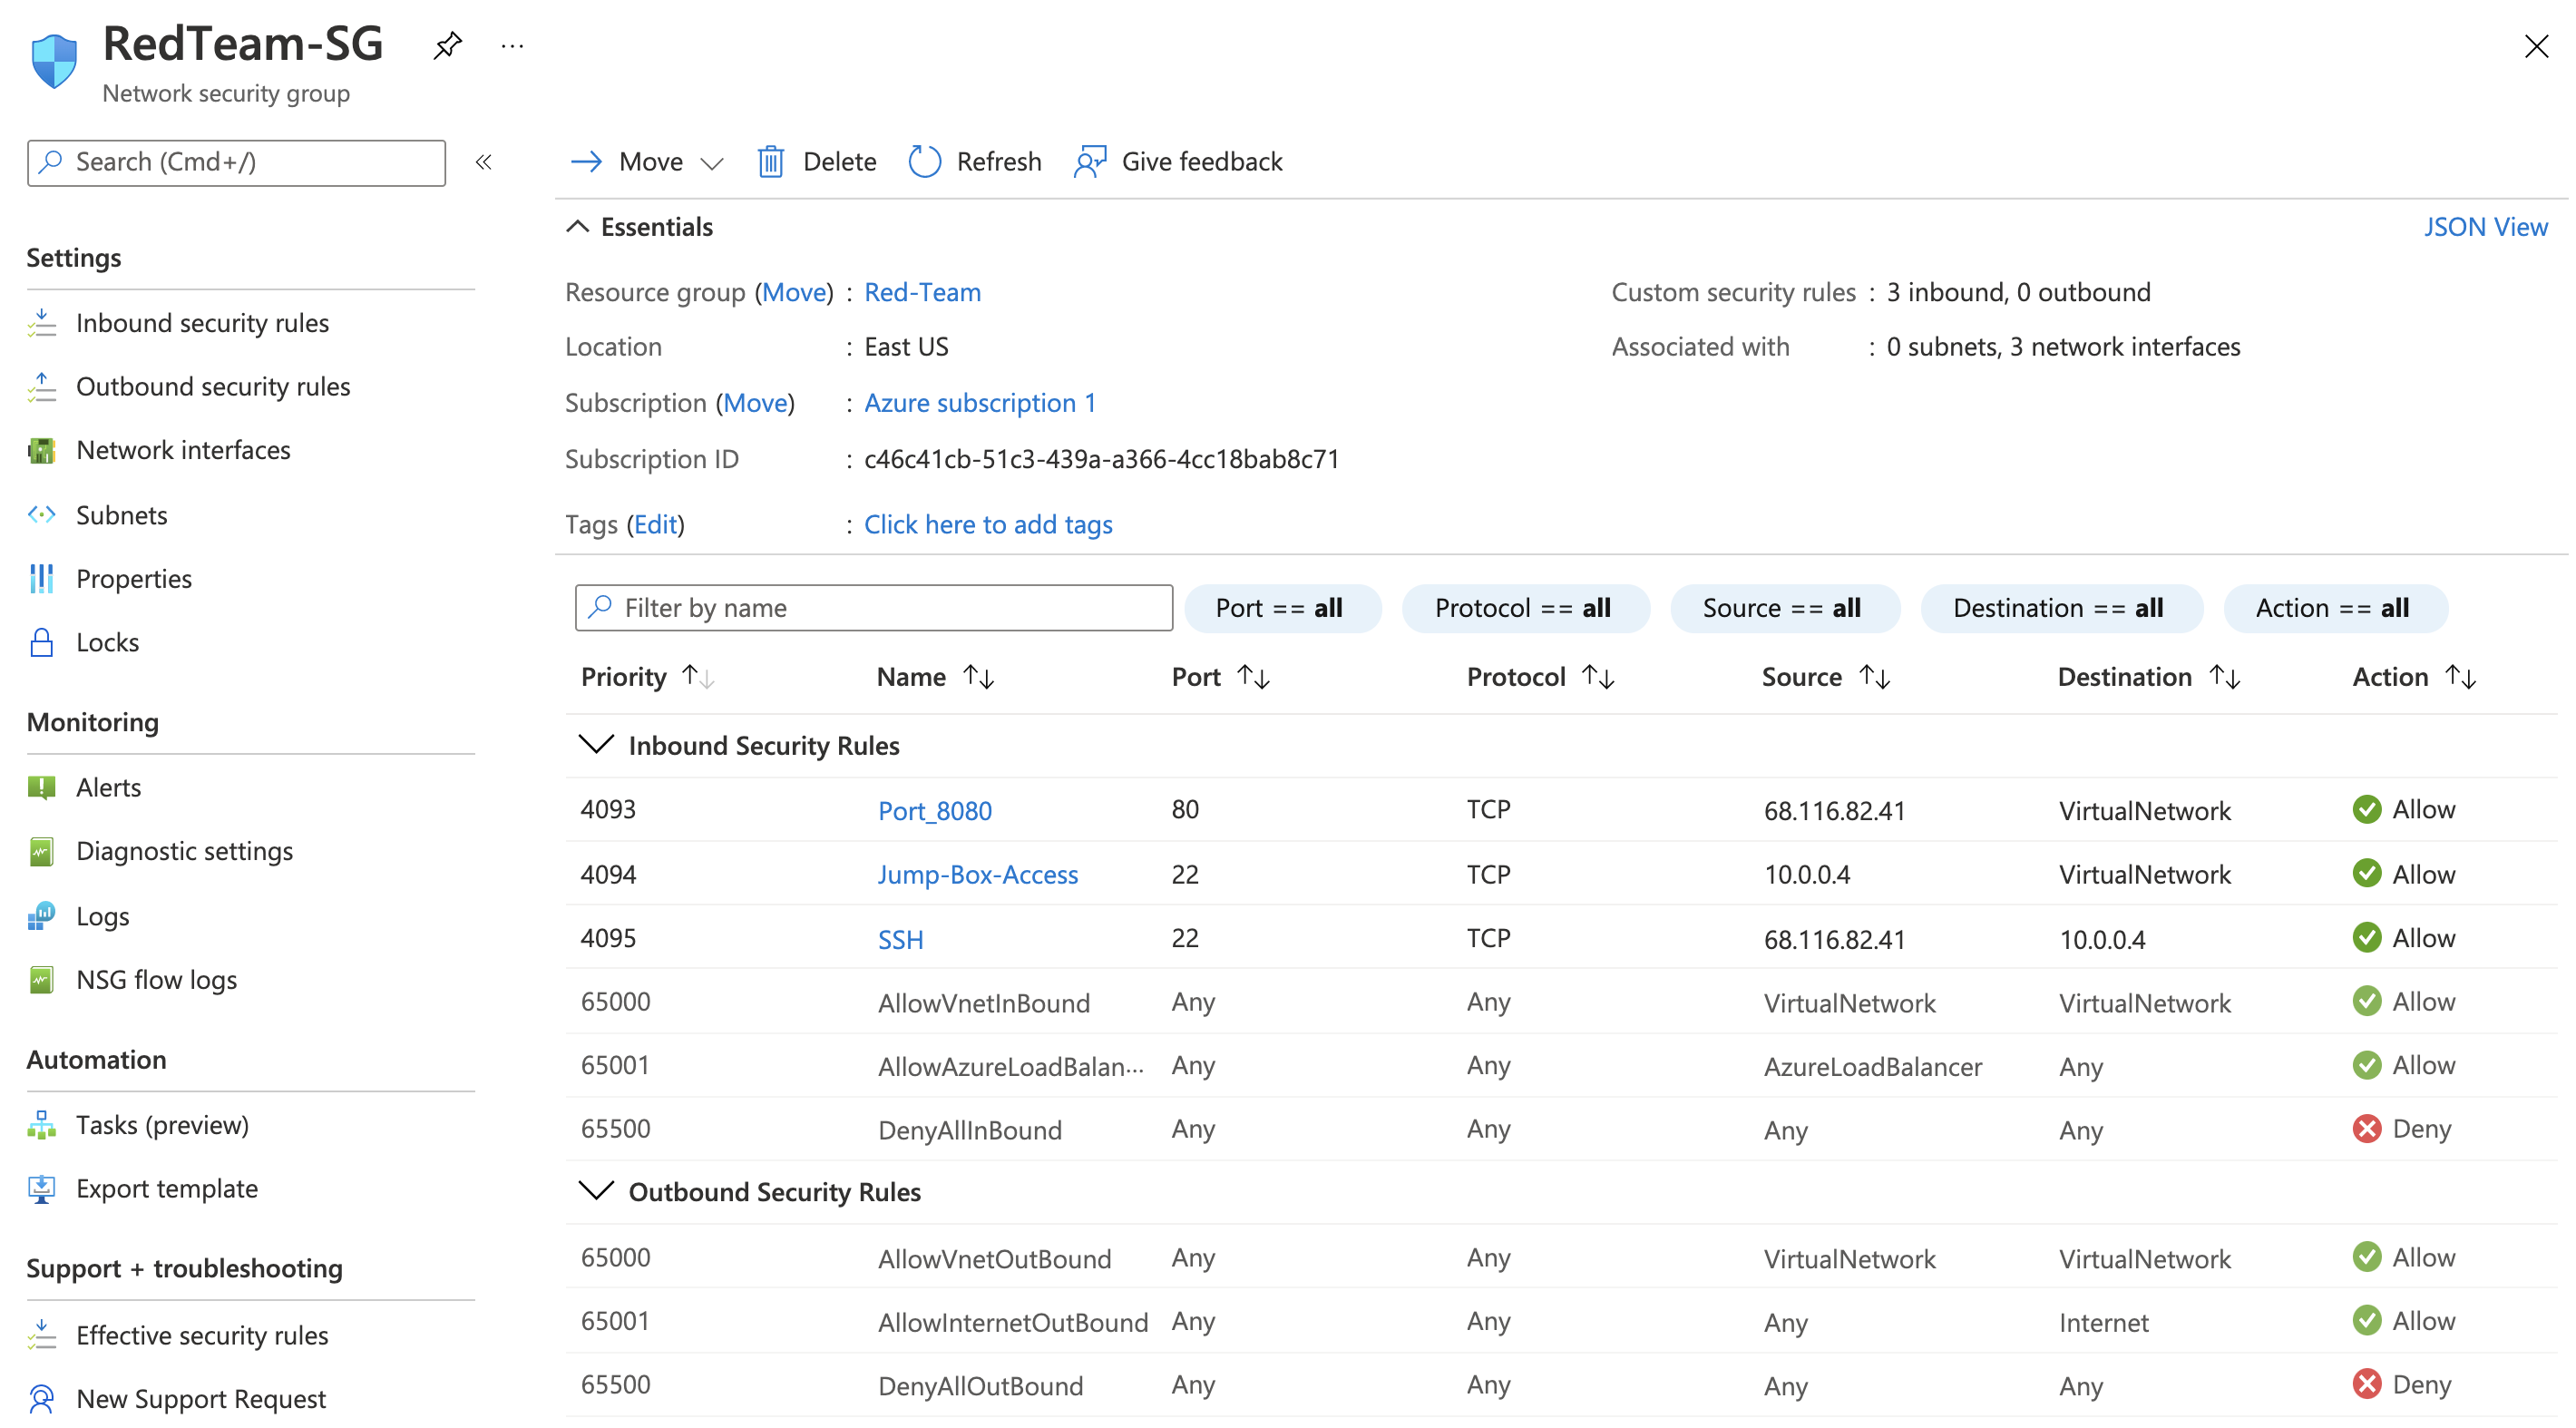 RedTeam-SG
Network security group
Search (Cmd+/)
Settings
Inbound security rules
Outbound security rules
Network interfaces
Subnets
Properties
Locks
Monitoring
Alerts
Diagnostic settings
Logs
NSG flow logs
Automation
Tasks (preview)
Export template
Support + troubleshooting
Effective security rules
New Support Request
Move Delete Refresh Give feedback
Essentials JSON View
Resource group (Move) : Red-Team
Location : East US
Subscription (Move) : Azure subscription 1
Subscription ID : c46c41cb-51c3-439a-a366-4cc18bab8c71
Tags (Edit) : Click here to add tags
Custom security rules : 3 inbound, 0 outbound
Associated with : 0 subnets, 3 network interfaces
Filter by name Port == all Protocol == all Source == all Destination == all Action == all
Priority Name Port Protocol Source Destination Action
Inbound Security Rules
4093 Port_8080 80 TCP 68.116.82.41 VirtualNetwork Allow
4094 Jump-Box-Access 22 TCP 10.0.0.4 VirtualNetwork Allow
4095 SSH 22 TCP 68.116.82.41 10.0.0.4 Allow
65000 AllowVnetInBound Any Any VirtualNetwork VirtualNetwork Allow
65001 AllowAzureLoadBalan... Any Any AzureLoadBalancer Any Allow
65500 DenyAllInBound Any Any Any Any Deny
Outbound Security Rules
65000 AllowVnetOutBound Any Any VirtualNetwork VirtualNetwork Allow
65001 AllowInternetOutBound Any Any Any Internet Allow
65500 DenyAllOutBound Any Any Any Any Deny